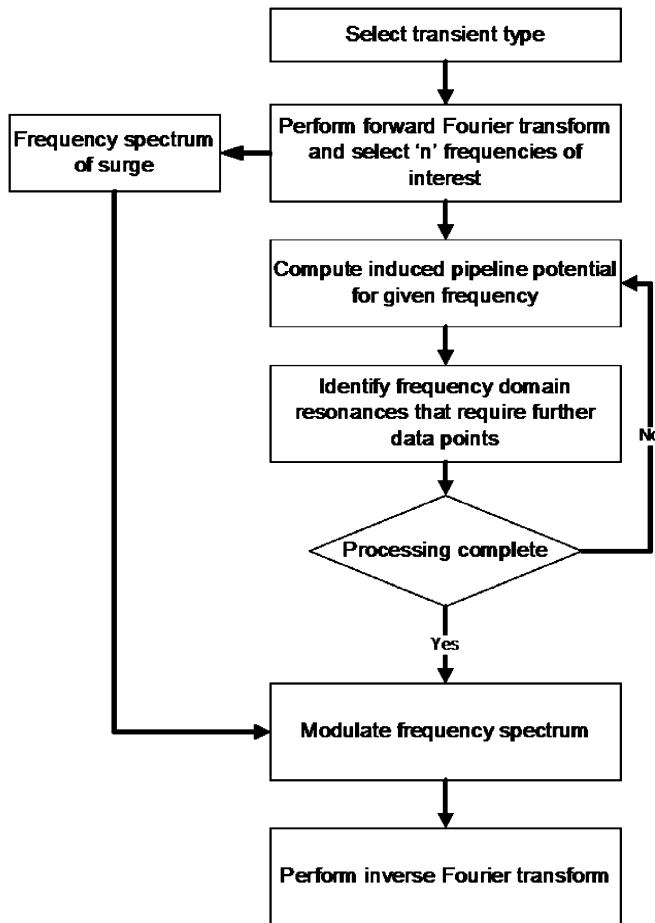 Select transient type
Perform forward Fourier transform
and select 'n' frequencies of
interest
Frequency spectrum
of surge
Compute induced pipeline potential
for given frequency
Identify frequency domain
resonances that require further
data points
No
Processing complete
Yes
Modulate frequency spectrum
Perform inverse Fourier transform